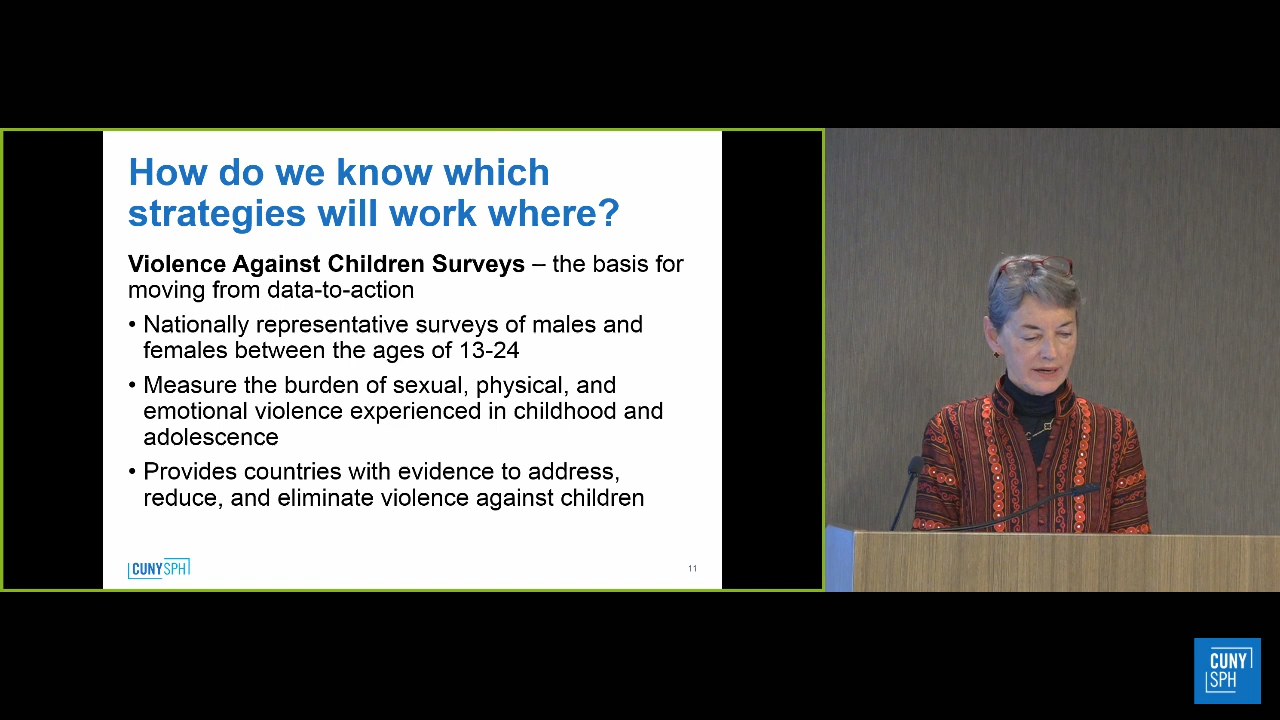 How do we know which
strategies will work where?
Violence Against Children Surveys – the basis for
moving from data-to-action
• Nationally representative surveys of males and
females between the ages of 13-24
• Measure the burden of sexual, physical, and
emotional violence experienced in childhood and
adolescence
• Provides countries with evidence to address,
reduce, and eliminate violence against children
CUNYSPH
11
CUNY
SPH